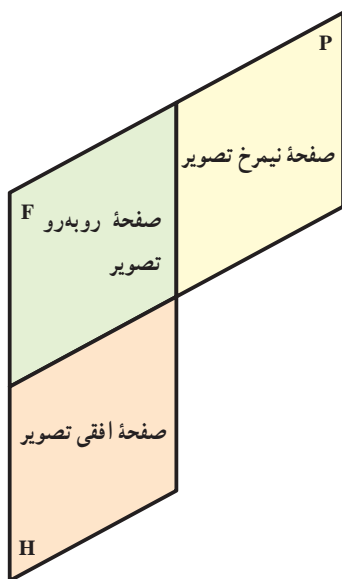 P
صفحهٔ نیمرخ تصویر
F
صفحهٔ روبه‌رو
تصویر
صفحهٔ افقی تصویر
H